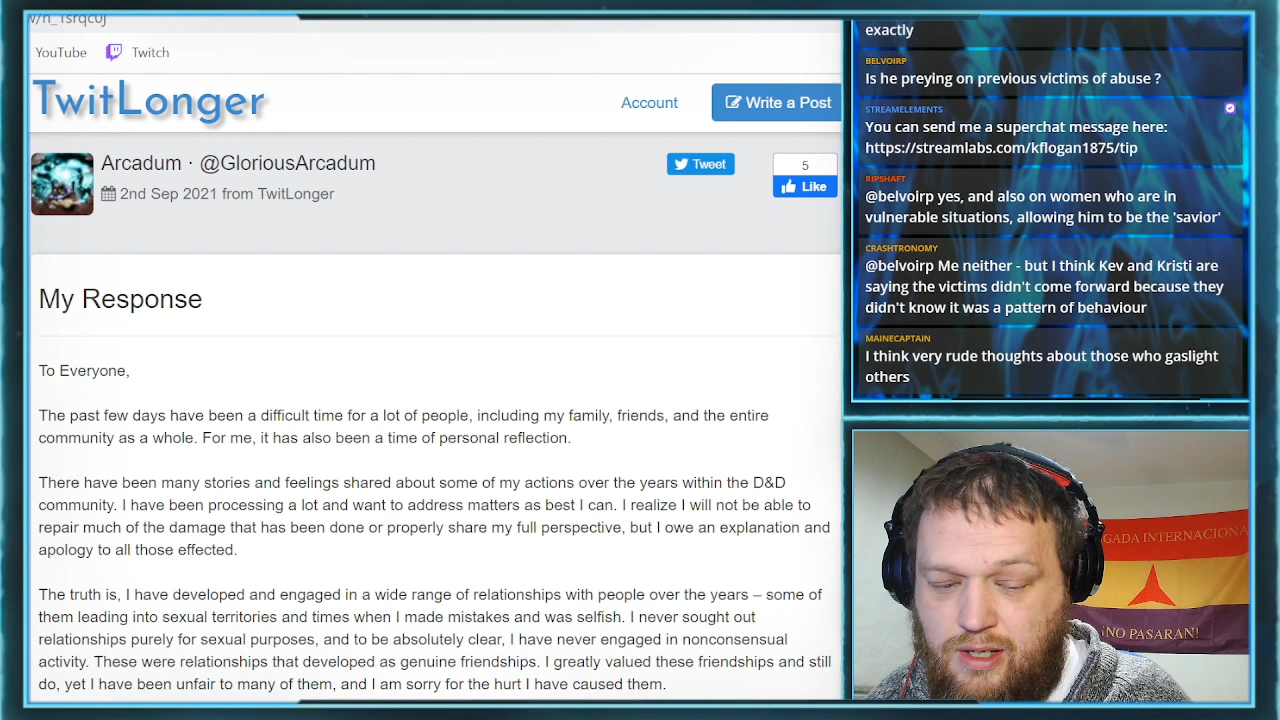 v/n_1srqc0j
YouTube Twitch
TwitLonger
Account
Write a Post
Arcadum · @GloriousArcadum
2nd Sep 2021 from TwitLonger
Tweet
5
Like
My Response
To Everyone,
The past few days have been a difficult time for a lot of people, including my family, friends, and the entire
community as a whole. For me, it has also been a time of personal reflection.
There have been many stories and feelings shared about some of my actions over the years within the D&D
community. I have been processing a lot and want to address matters as best I can. I realize I will not be able to
repair much of the damage that has been done or properly share my full perspective, but I owe an explanation and
apology to all those effected.
The truth is, I have developed and engaged in a wide range of relationships with people over the years – some of
them leading into sexual territories and times when I made mistakes and was selfish. I never sought out
relationships purely for sexual purposes, and to be absolutely clear, I have never engaged in nonconsensual
activity. These were relationships that developed as genuine friendships. I greatly valued these friendships and still
do, yet I have been unfair to many of them, and I am sorry for the hurt I have caused them.
exactly
BELVOIRP
Is he preying on previous victims of abuse ?
STREAMELEMENTS
You can send me a superchat message here:
https://streamlabs.com/kflogan1875/tip
RIPSHAFT
@belvoirp yes, and also on women who are in
vulnerable situations, allowing him to be the 'savior'
CRASHTRONOMY
@belvoirp Me neither - but I think Kev and Kristi are
saying the victims didn't come forward because they
didn't know it was a pattern of behaviour
MAINECAPTAIN
I think very rude thoughts about those who gaslight
others
GADA INTERNACIONA
¡NO PASARAN!